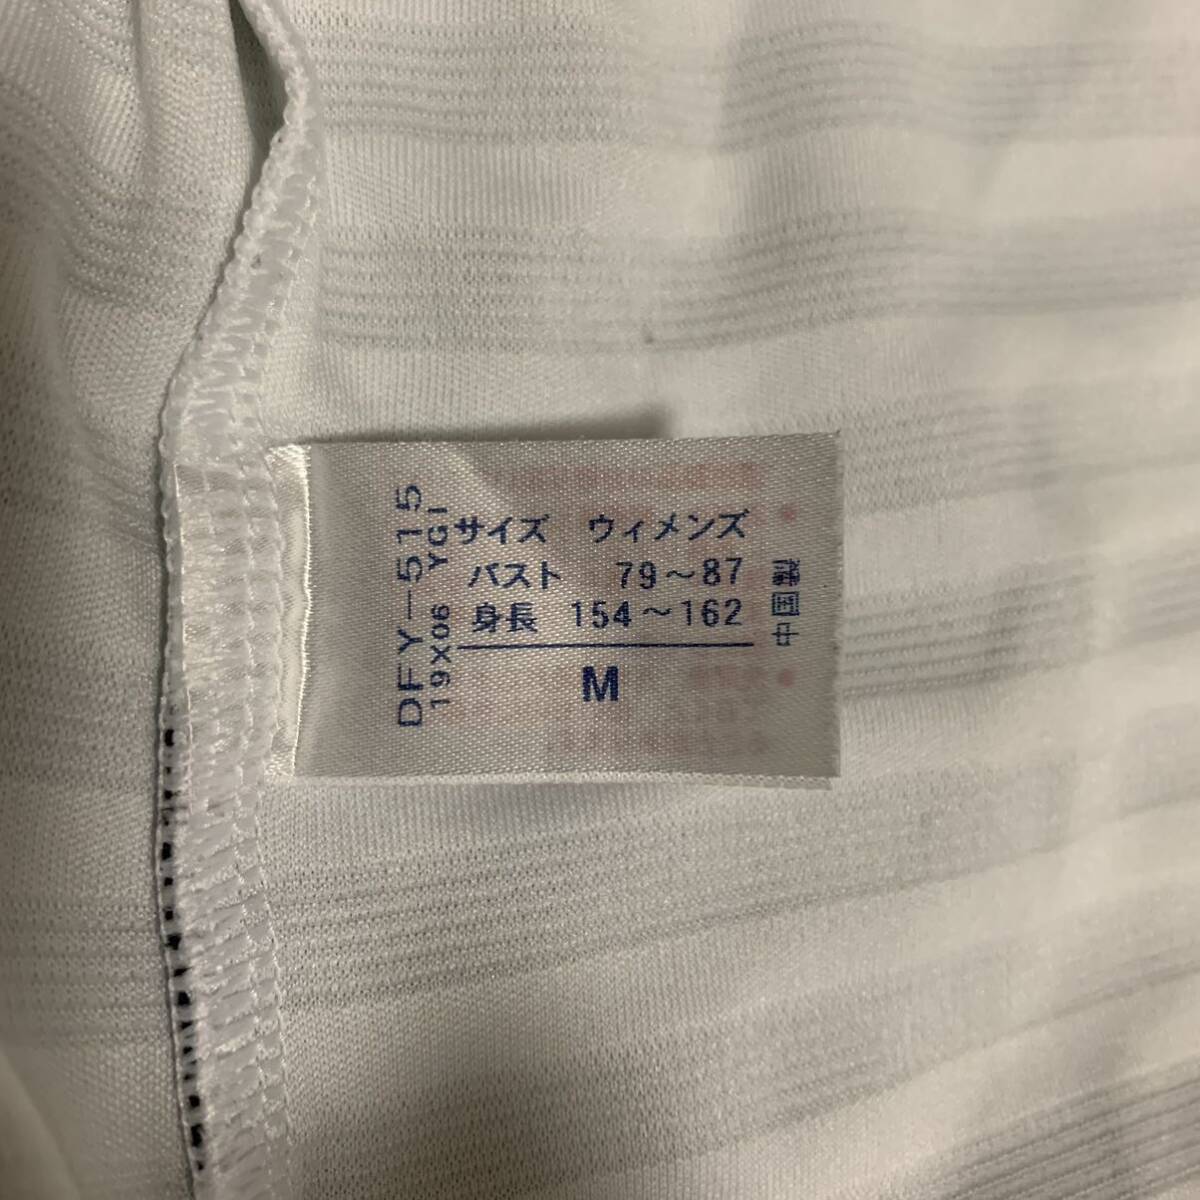 サイズ ウィメンズ
バスト 79～87
身長 154～162
M
DFY-515
19X06 YGI
中国製